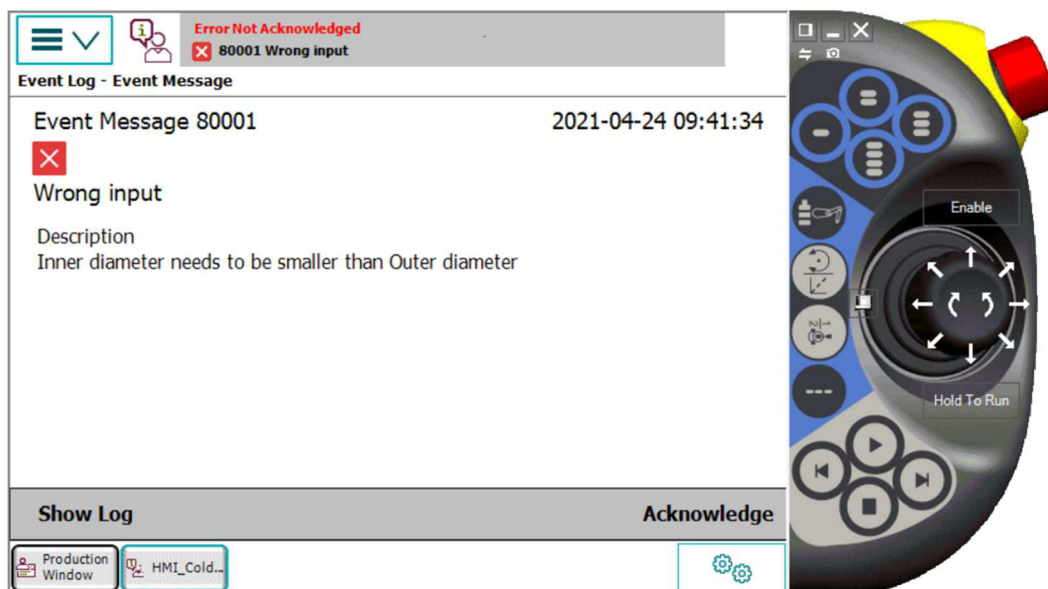 Error Not Acknowledged
80001 Wrong input
Event Log - Event Message
Event Message 80001
2021-04-24 09:41:34
Wrong input
Description
Inner diameter needs to be smaller than Outer diameter
Show Log
Acknowledge
Production
Window
HMI_Cold...
Enable
Hold To Run